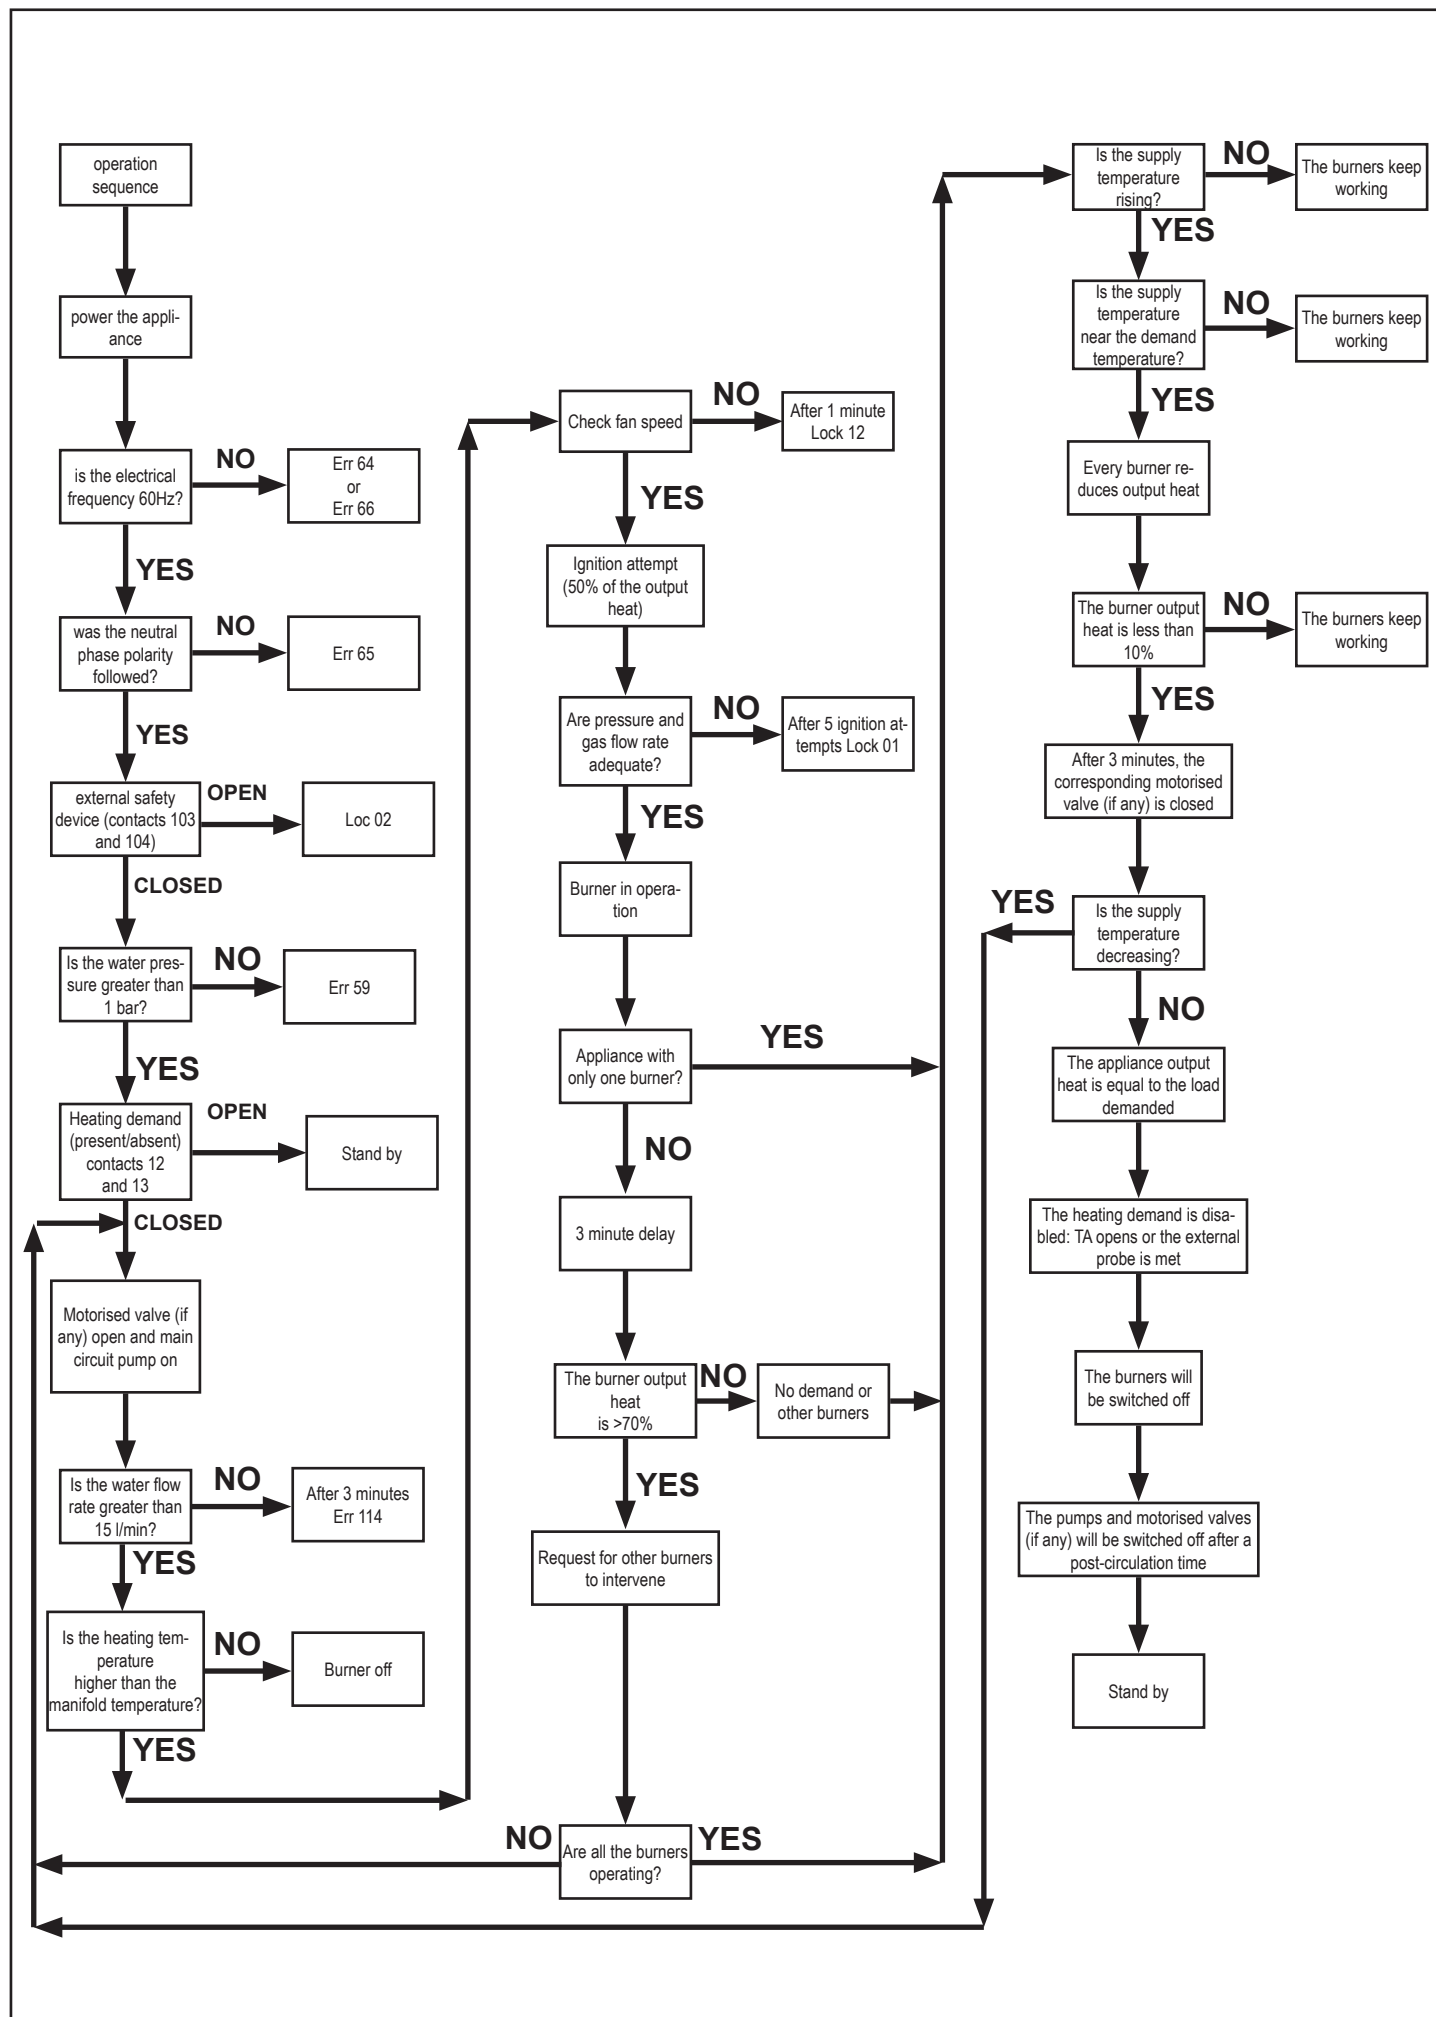 operation
sequence
power the appli-
ance
is the electrical
frequency 60Hz?
NO
Err 64
or
Err 66
YES
was the neutral
phase polarity
followed?
NO
Err 65
YES
external safety
device (contacts 103
and 104)
OPEN
Loc 02
CLOSED
Is the water pres-
sure greater than
1 bar?
NO
Err 59
YES
Heating demand
(present/absent)
contacts 12
and 13
OPEN
Stand by
CLOSED
Motorised valve (if
any) open and main
circuit pump on
Is the water flow
rate greater than
15 l/min?
NO
After 3 minutes
Err 114
YES
Is the heating tem-
perature
higher than the
manifold temperature?
NO
Burner off
YES
Check fan speed
NO
After 1 minute
Lock 12
YES
Ignition attempt
(50% of the output
heat)
Are pressure and
gas flow rate
adequate?
NO
After 5 ignition at-
tempts Lock 01
YES
Burner in opera-
tion
Appliance with
only one burner?
YES
NO
3 minute delay
The burner output
heat
is >70%
NO
No demand or
other burners
YES
Request for other burners
to intervene
NO
Are all the burners
operating?
YES
Is the supply
temperature
rising?
NO
The burners keep
working
YES
Is the supply
temperature
near the demand
temperature?
NO
The burners keep
working
YES
Every burner re-
duces output heat
The burner output
heat is less than
10%
NO
The burners keep
working
YES
After 3 minutes, the
corresponding motorised
valve (if any) is closed
YES
Is the supply
temperature
decreasing?
NO
The appliance output
heat is equal to the load
demanded
The heating demand is disa-
bled: TA opens or the external
probe is met
The burners will
be switched off
The pumps and motorised valves
(if any) will be switched off after a
post-circulation time
Stand by